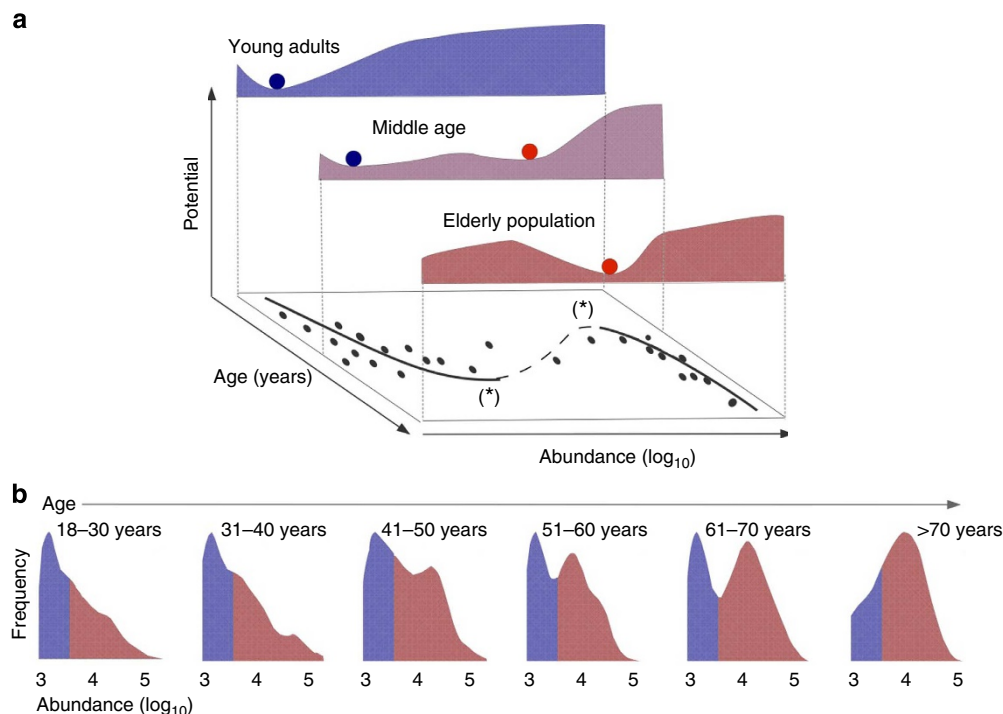 a
Young adults
Middle age
Elderly population
Potential
(*)
(*)
Age (years)
Abundance (log10)
b
Age
18–30 years
31–40 years
41–50 years
51–60 years
61–70 years
>70 years
Frequency
3 4 5
3 4 5
3 4 5
3 4 5
3 4 5
3 4 5
Abundance (log10)